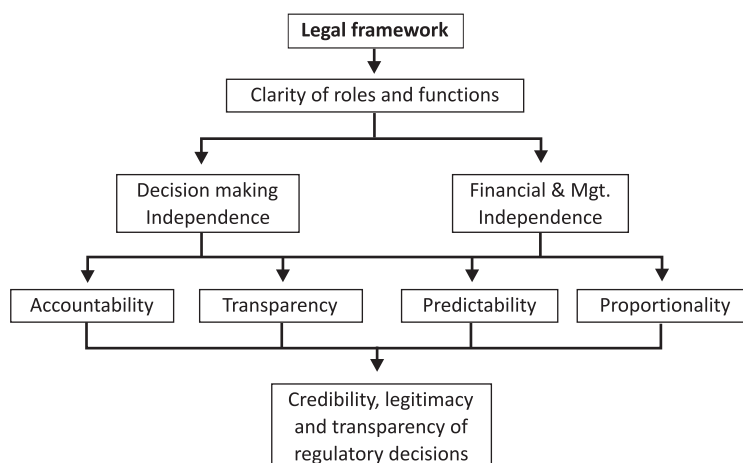 Legal framework
Clarity of roles and functions
Decision making
Independence
Financial & Mgt.
Independence
Accountability
Transparency
Predictability
Proportionality
Credibility, legitimacy
and transparency of
regulatory decisions